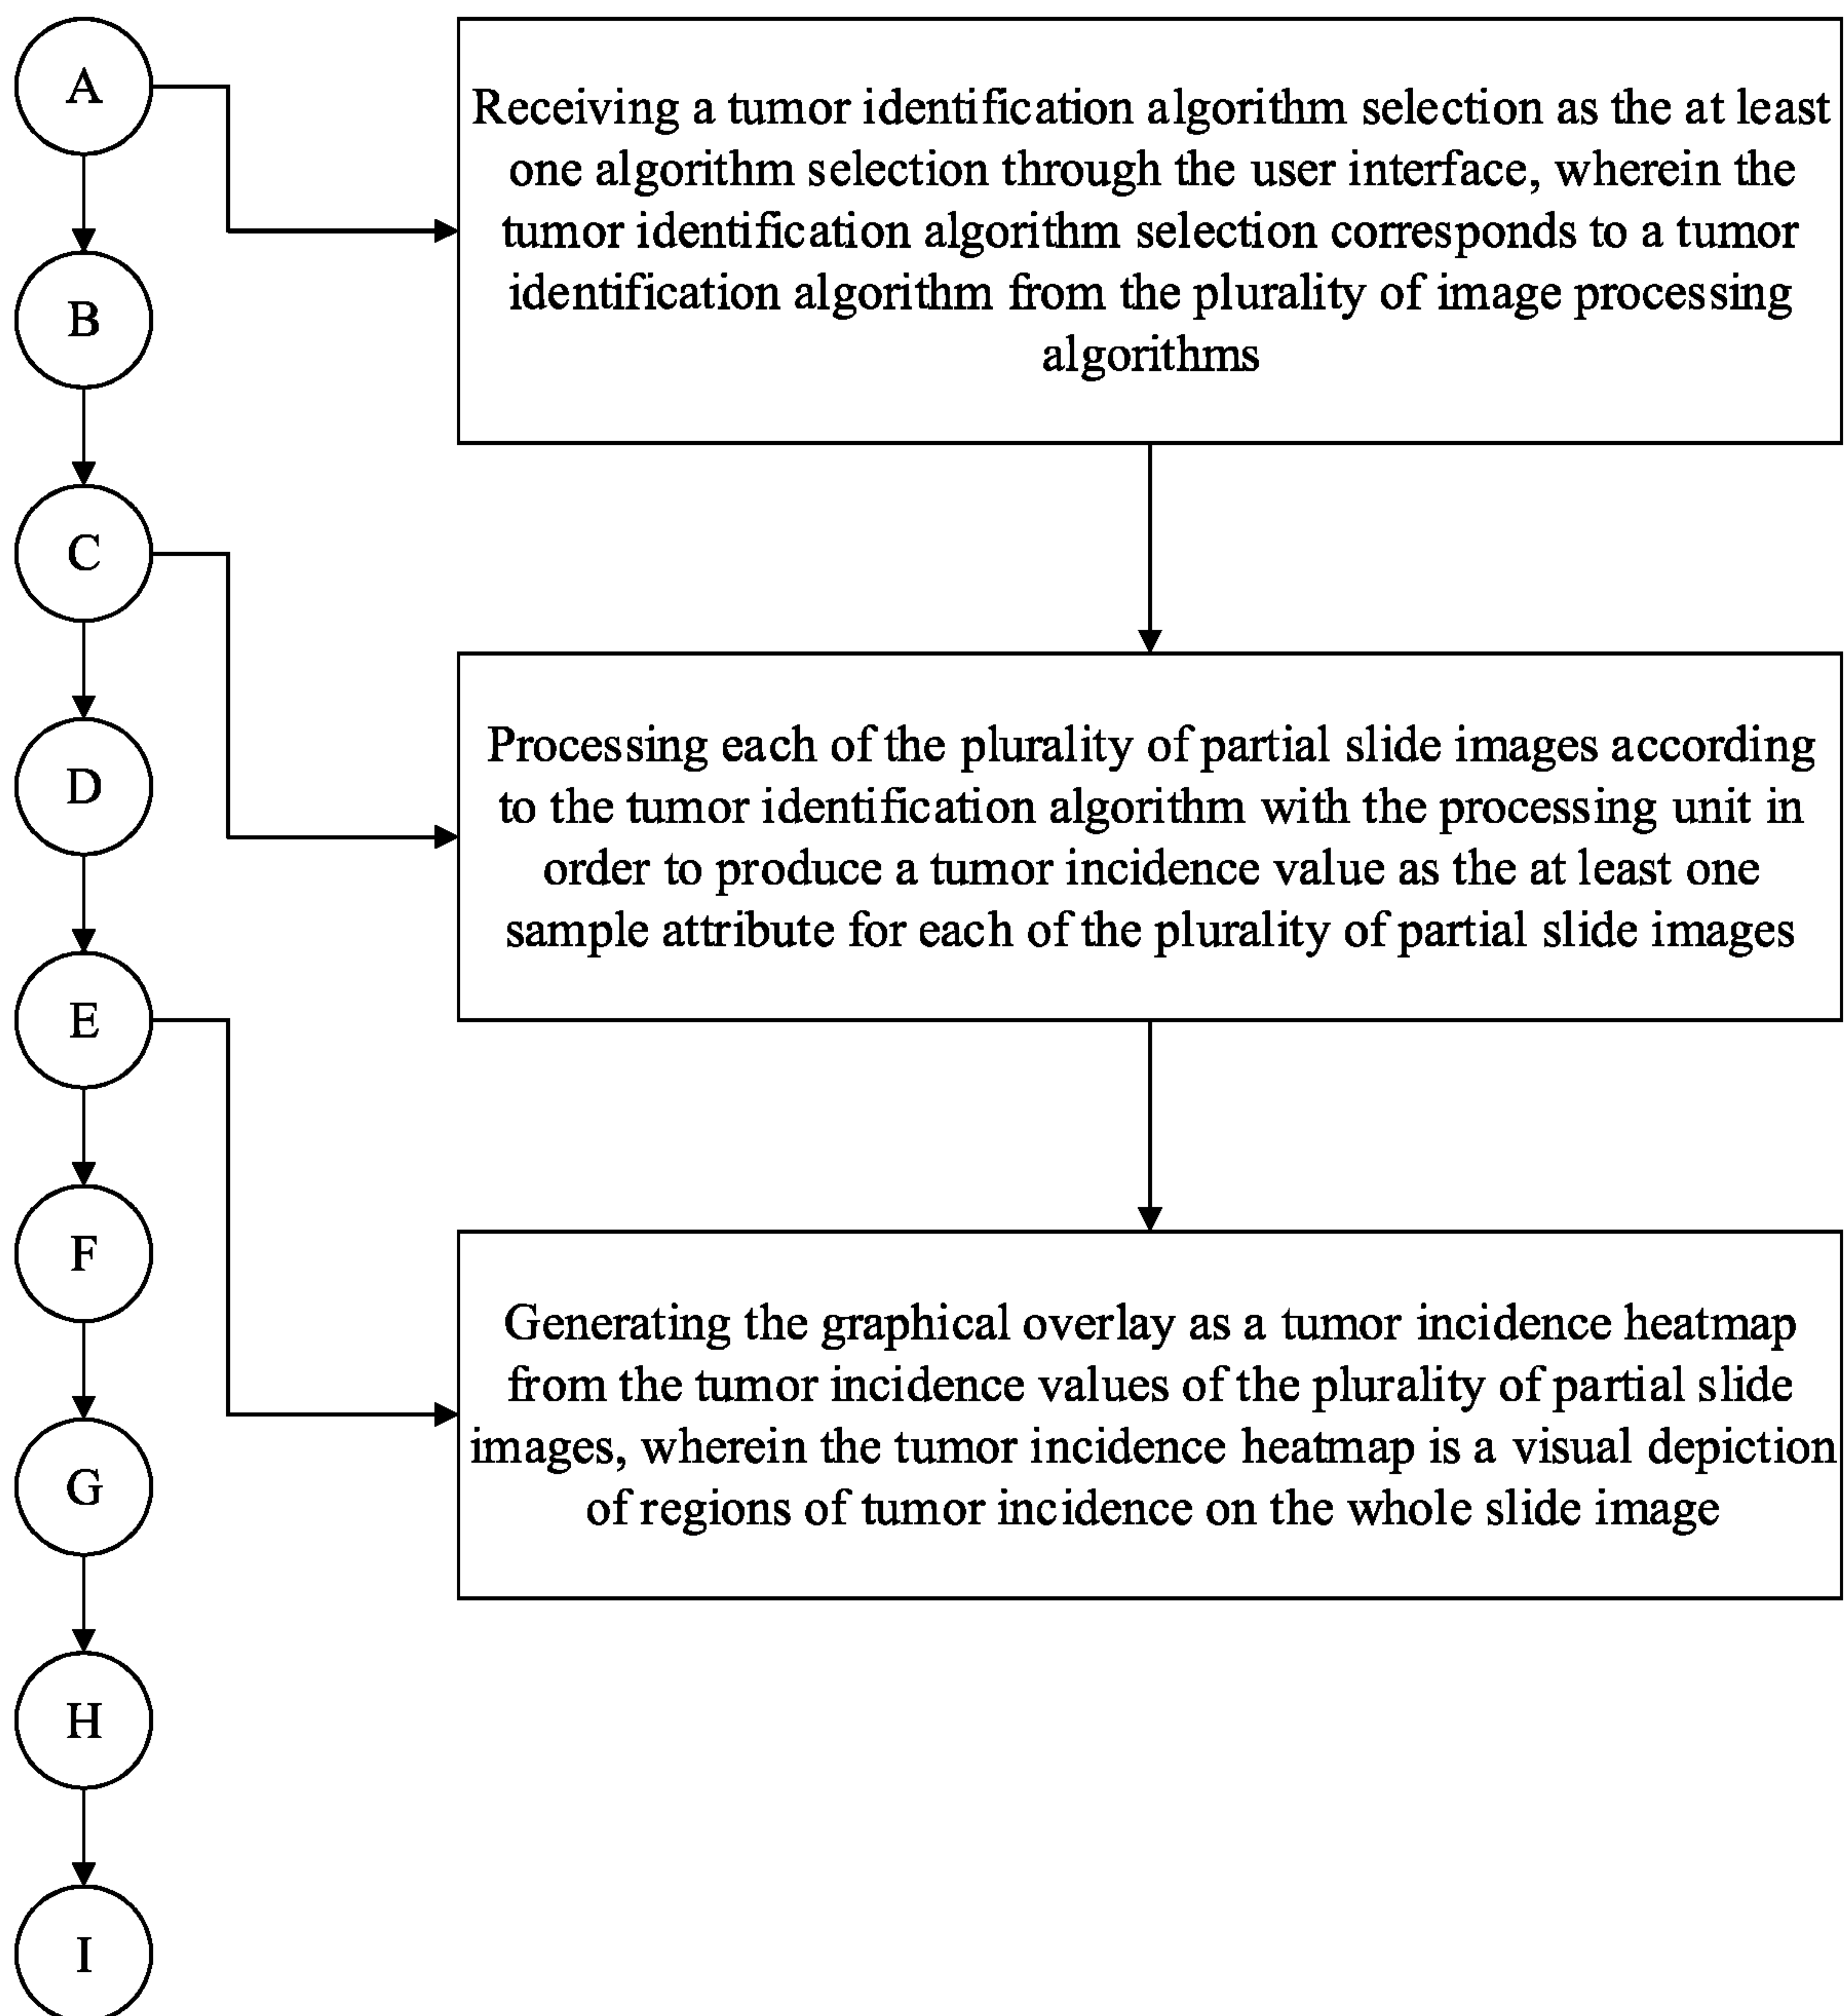 A
Receiving a tumor identification algorithm selection as the at least
one algorithm selection through the user interface, wherein the
tumor identification algorithm selection corresponds to a tumor
identification algorithm from the plurality of image processing
algorithms
B
C
Processing each of the plurality of partial slide images according
to the tumor identification algorithm with the processing unit in
order to produce a tumor incidence value as the at least one
sample attribute for each of the plurality of partial slide images
D
E
Generating the graphical overlay as a tumor incidence heatmap
from the tumor incidence values of the plurality of partial slide
images, wherein the tumor incidence heatmap is a visual depiction
of regions of tumor incidence on the whole slide image
F
G
H
I